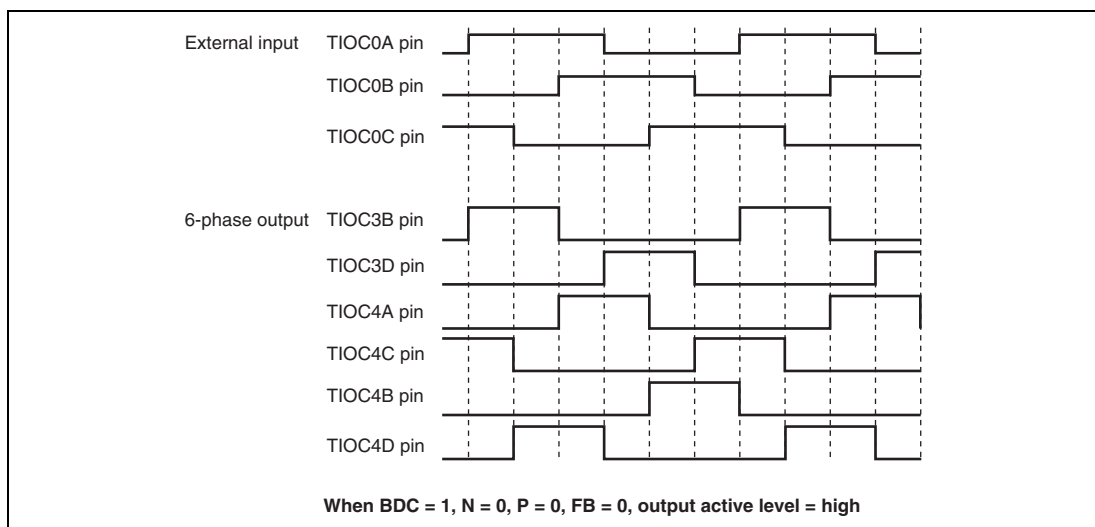 External input TIOC0A pin
TIOC0B pin
TIOC0C pin
6-phase output TIOC3B pin
TIOC3D pin
TIOC4A pin
TIOC4C pin
TIOC4B pin
TIOC4D pin
When BDC = 1, N = 0, P = 0, FB = 0, output active level = high